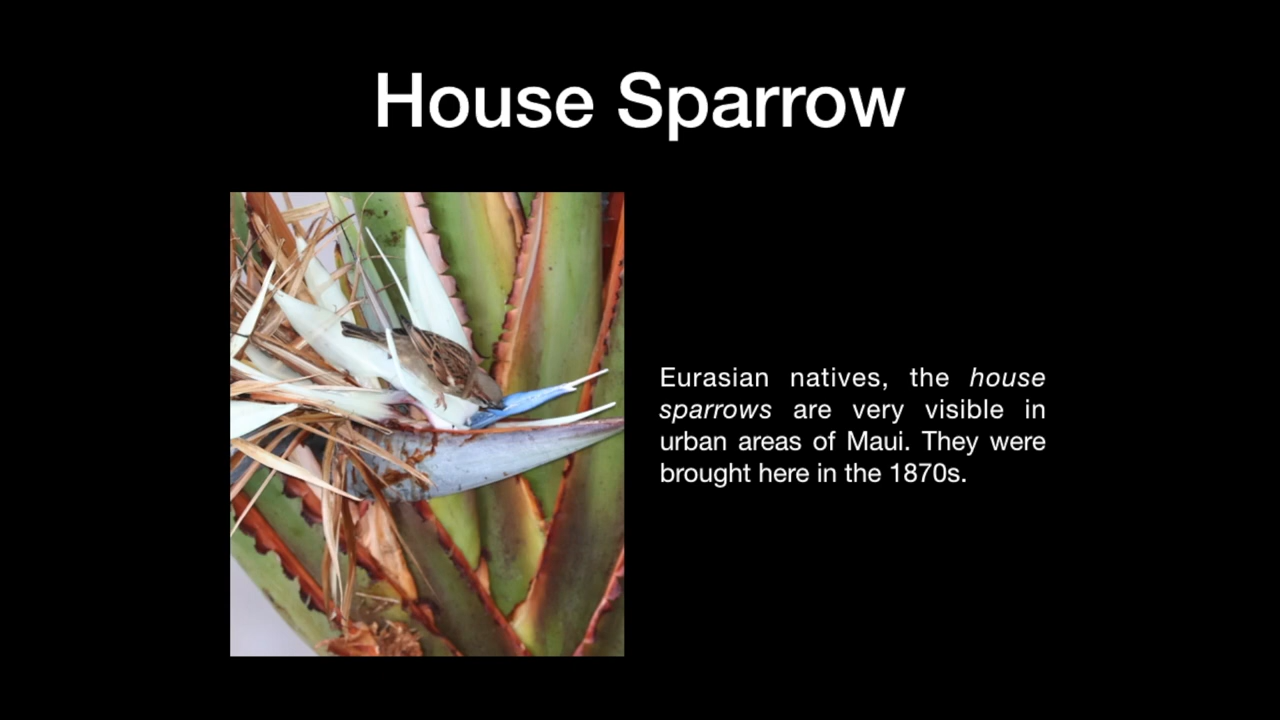 House Sparrow
Eurasian natives, the house
sparrows are very visible in
urban areas of Maui. They were
brought here in the 1870s.